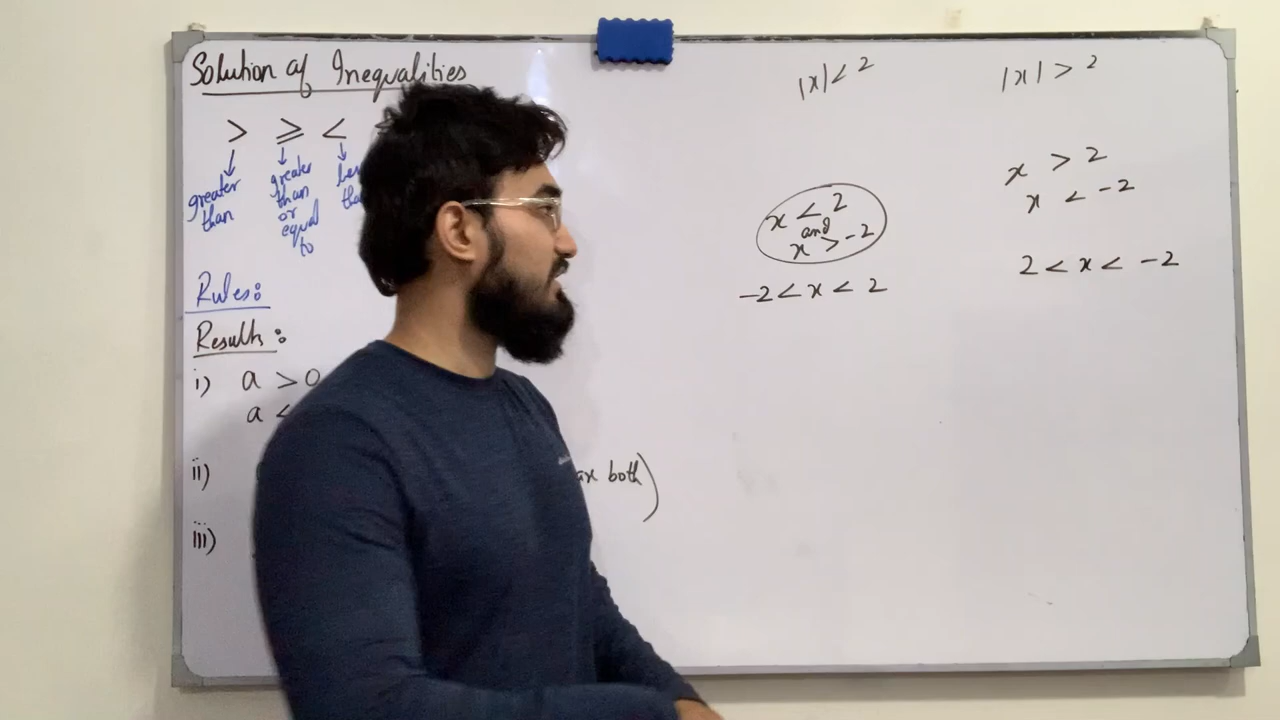 Solution of Inequalities
> ≥ <
greater than
greater than or equal to
Rules:
Results:
i) a > 0
a <
ii)
both)
iii)
|x| < 2
x < 2
and
x > -2
-2 < x < 2
|x| > 2
x > 2
x < -2
2 < x < -2